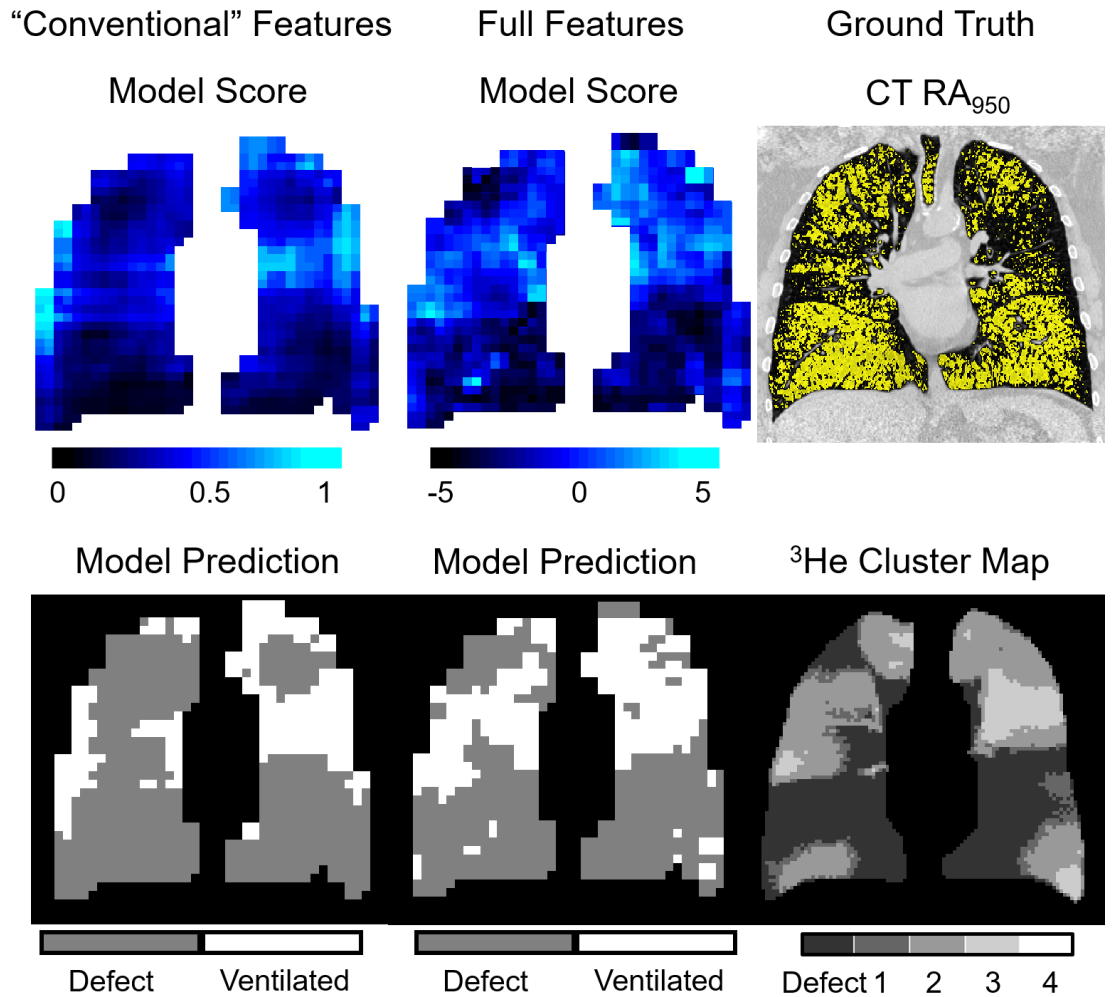 “Conventional” Features
Full Features
Ground Truth
Model Score
Model Score
CT RA950
0 0.5 1
-5 0 5
Model Prediction
Model Prediction
3He Cluster Map
Defect Ventilated
Defect Ventilated
Defect 1 2 3 4